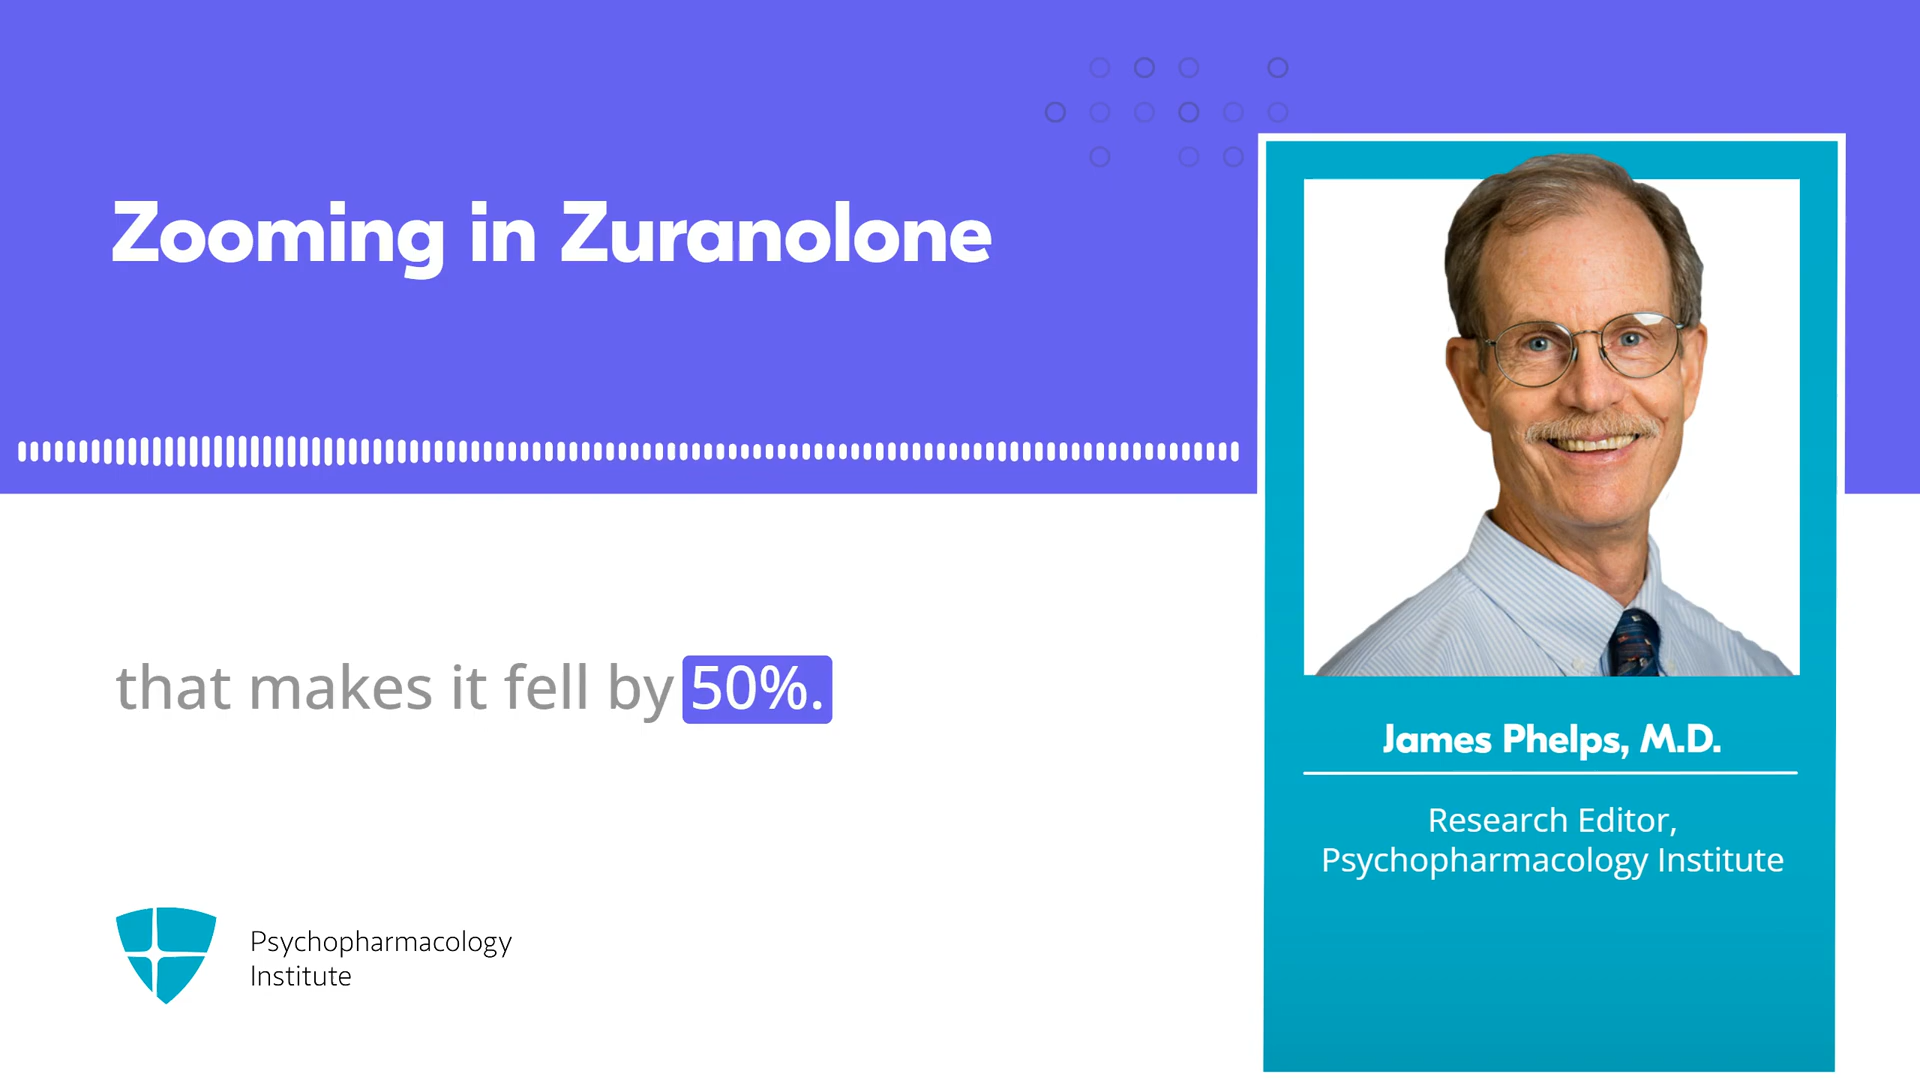 Zooming in Zuranolone
that makes it fell by 50%.
James Phelps, M.D.
Research Editor,
Psychopharmacology Institute
Psychopharmacology
Institute